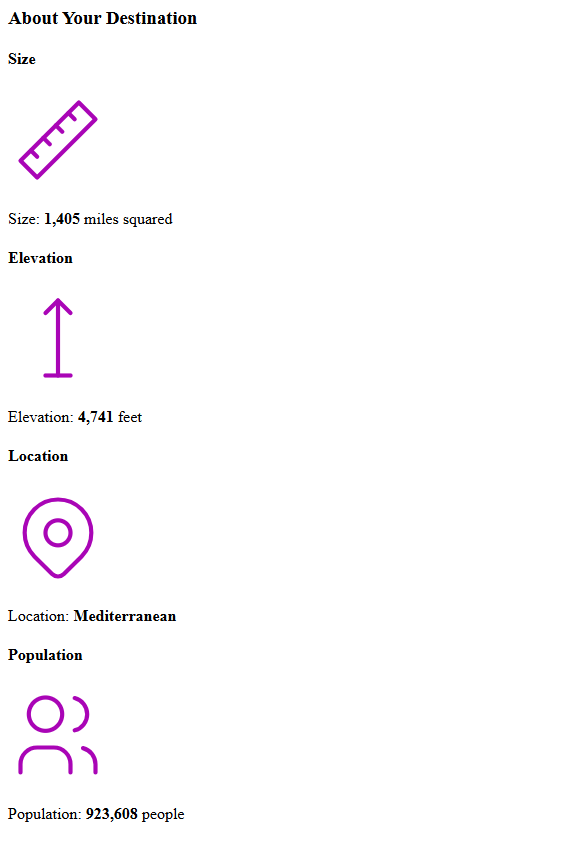 About Your Destination
Size
Size: 1,405 miles squared
Elevation
Elevation: 4,741 feet
Location
Location: Mediterranean
Population
Population: 923,608 people